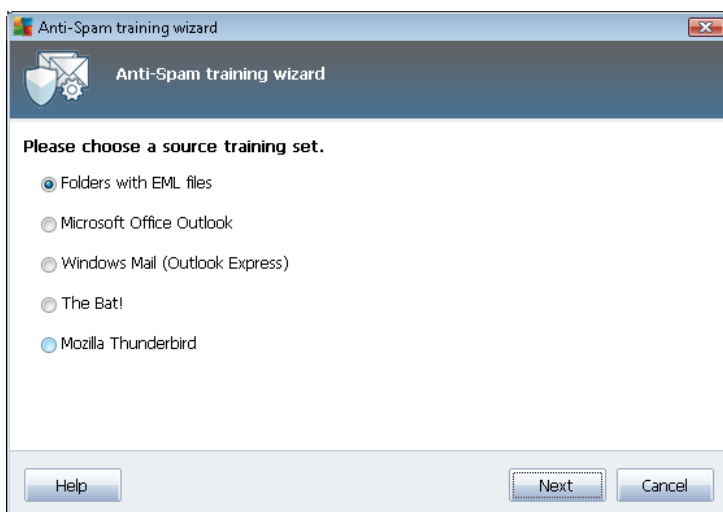 Anti-Spam training wizard
Anti-Spam training wizard
Please choose a source training set.
Folders with EML files
Microsoft Office Outlook
Windows Mail (Outlook Express)
The Bat!
Mozilla Thunderbird
Help
Next
Cancel